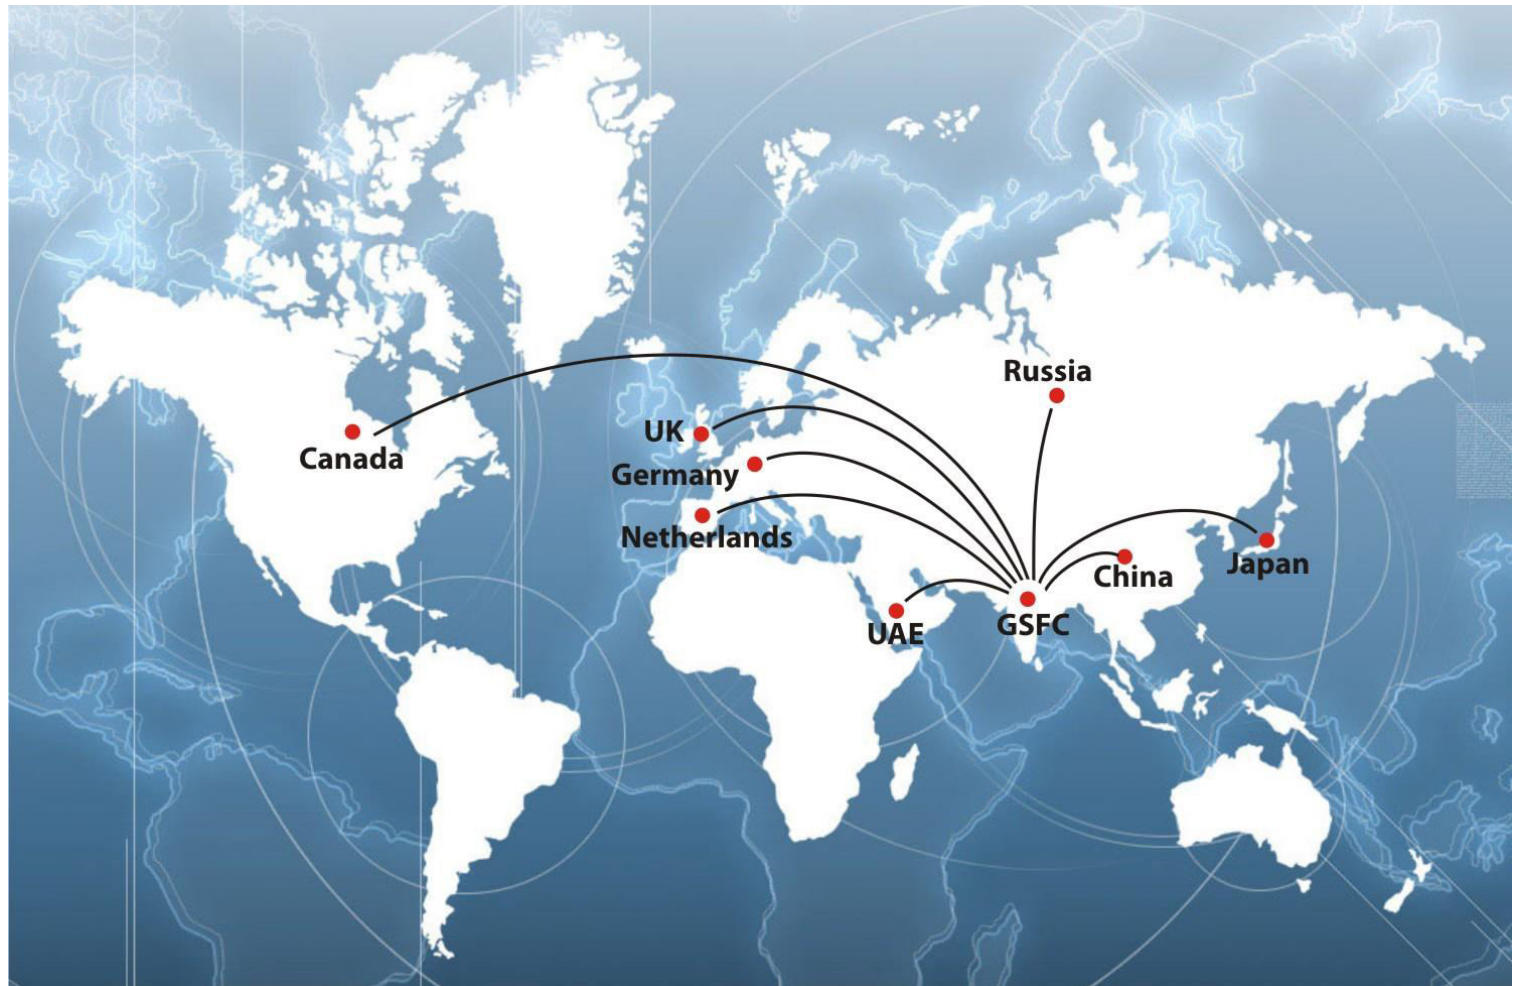 Russia
UK
Canada
Germany
Netherlands
Japan
China
GSFC
UAE